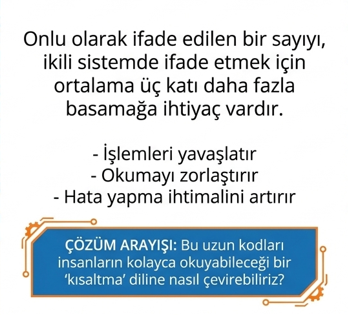 Onlu olarak ifade edilen bir sayıyı,
ikili sistemde ifade etmek için
ortalama üç katı daha fazla
basamağa ihtiyaç vardır.
- İşlemleri yavaşlatır
- Okumayı zorlaştırır
- Hata yapma ihtimalini artırır
ÇÖZÜM ARAYIŞI: Bu uzun kodları
insanların kolayca okuyabileceği bir
‘kısaltma’ diline nasıl çevirebiliriz?